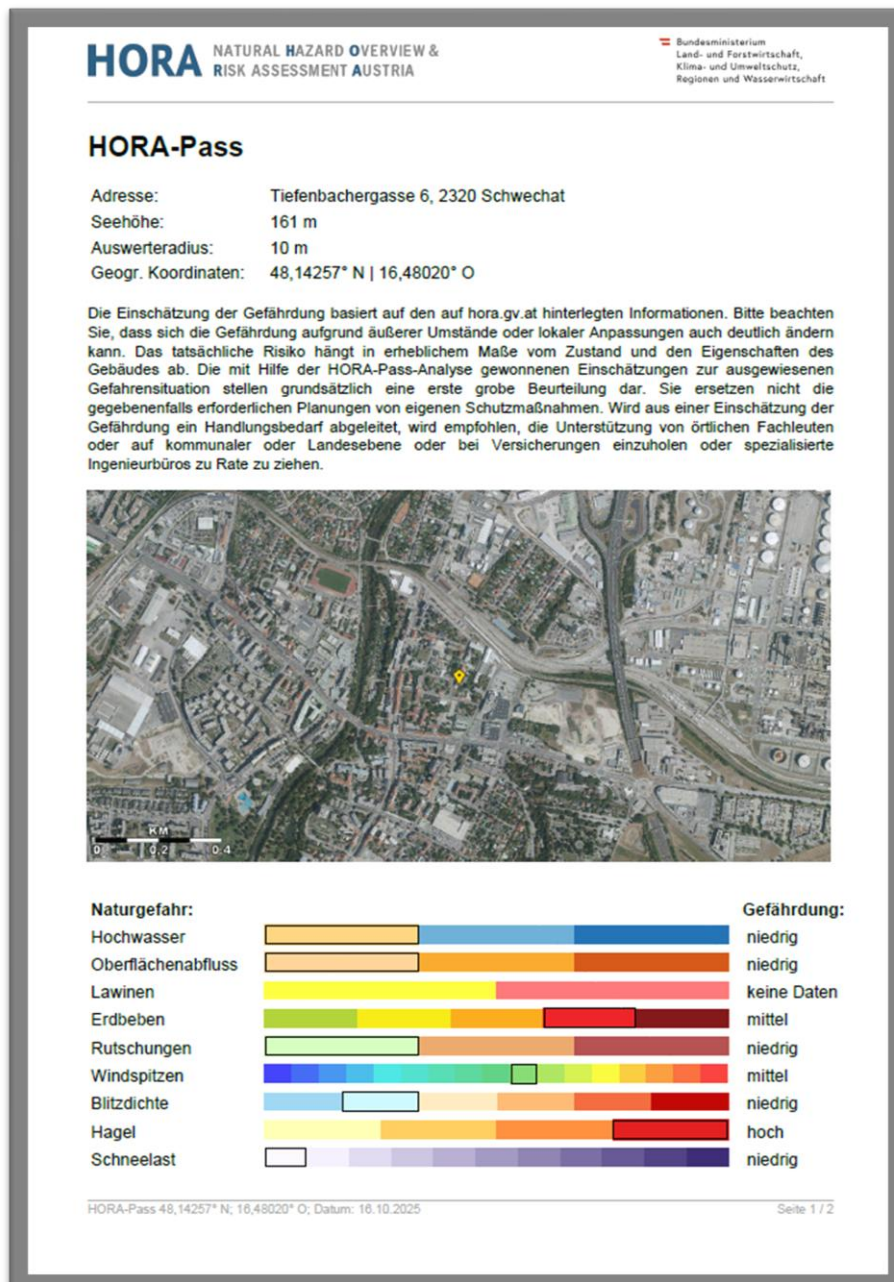 HORA NATURAL HAZARD OVERVIEW &
RISK ASSESSMENT AUSTRIA
Bundesministerium
Land- und Forstwirtschaft,
Klima- und Umweltschutz,
Regionen und Wasserwirtschaft
HORA-Pass
Adresse: Tiefenbachergasse 6, 2320 Schwechat
Seehöhe: 161 m
Auswerteradius: 10 m
Geogr. Koordinaten: 48,14257° N | 16,48020° O
Die Einschätzung der Gefährdung basiert auf den auf hora.gv.at hinterlegten Informationen. Bitte beachten
Sie, dass sich die Gefährdung aufgrund äußerer Umstände oder lokaler Anpassungen auch deutlich ändern
kann. Das tatsächliche Risiko hängt in erheblichem Maße vom Zustand und den Eigenschaften des
Gebäudes ab. Die mit Hilfe der HORA-Pass-Analyse gewonnenen Einschätzungen zur ausgewiesenen
Gefahrensituation stellen grundsätzlich eine erste grobe Beurteilung dar. Sie ersetzen nicht die
gegebenenfalls erforderlichen Planungen von eigenen Schutzmaßnahmen. Wird aus einer Einschätzung der
Gefährdung ein Handlungsbedarf abgeleitet, wird empfohlen, die Unterstützung von örtlichen Fachleuten
oder auf kommunaler oder Landesebene oder bei Versicherungen einzuholen oder spezialisierte
Ingenieurbüros zu Rate zu ziehen.
KM
0 0,2 0,4
Naturgefahr: Gefährdung:
Hochwasser niedrig
Oberflächenabfluss niedrig
Lawinen keine Daten
Erdbeben mittel
Rutschungen niedrig
Windspitzen mittel
Blitzdichte niedrig
Hagel hoch
Schneelast niedrig
HORA-Pass 48,14257° N; 16,48020° O; Datum: 16.10.2025 Seite 1 / 2